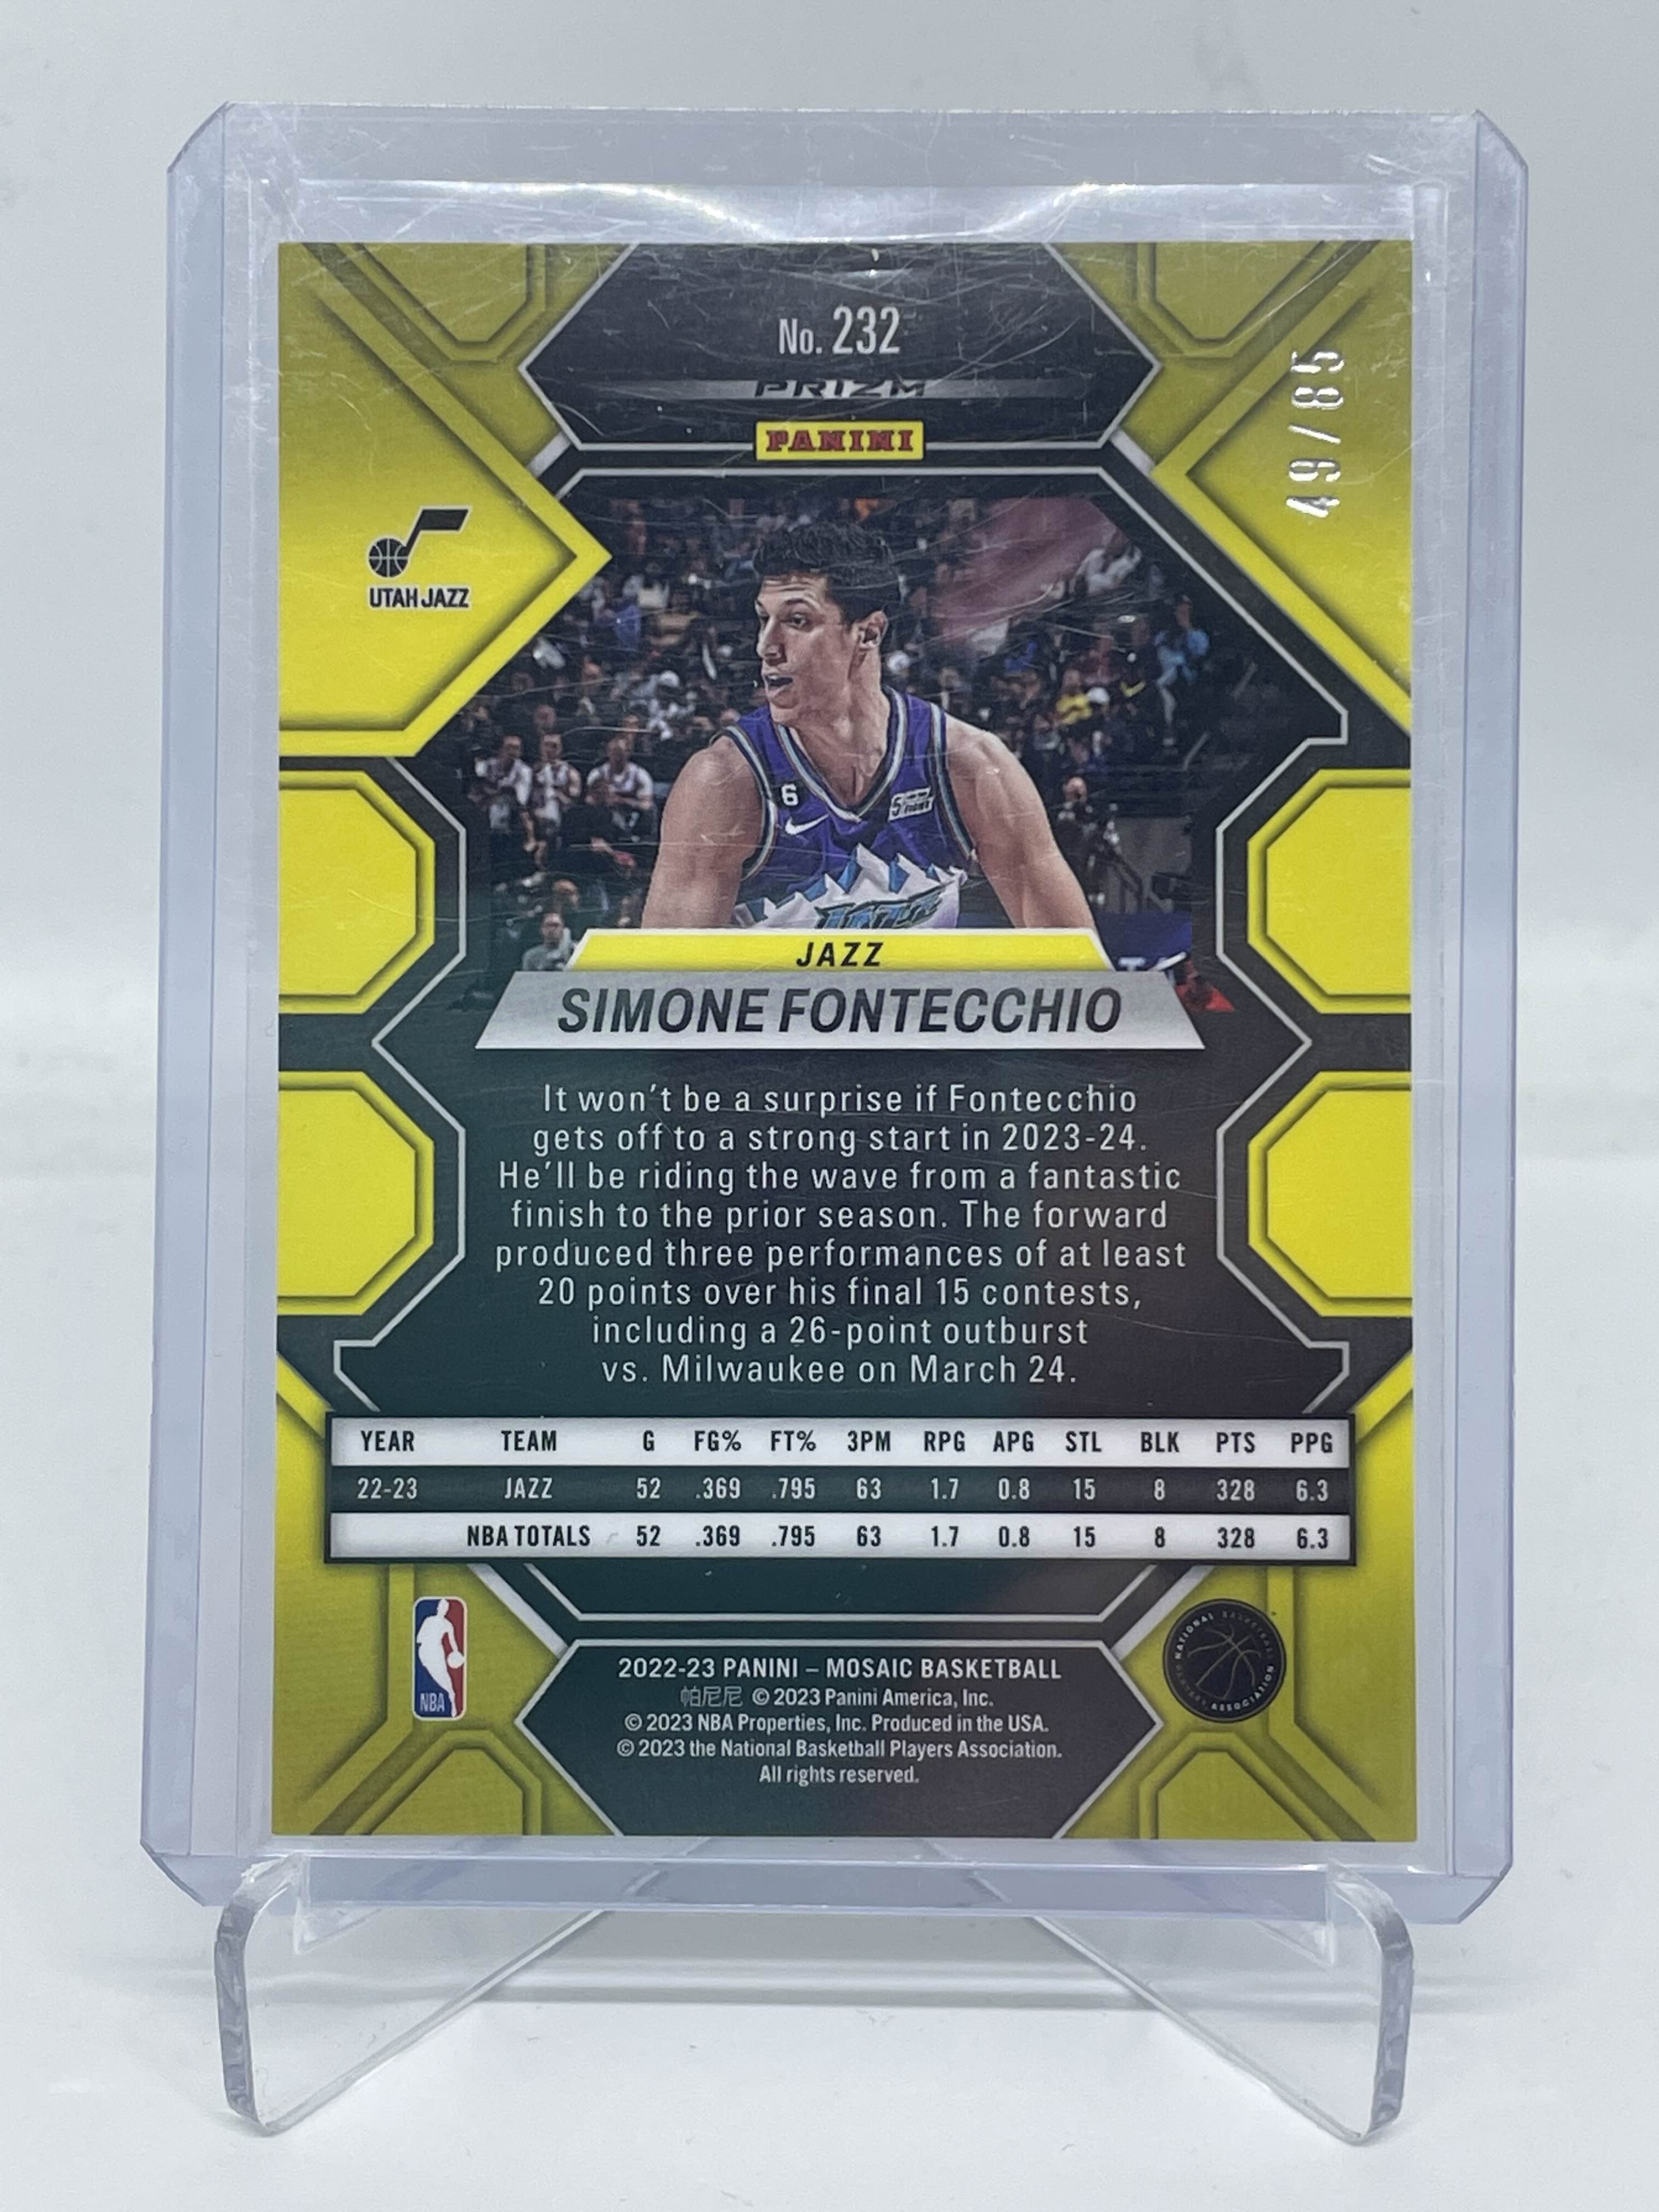 No. 232
PRIZM
PANINI
49/85
UTAH JAZZ
6
JAZZ
JAZZ
SIMONE FONTECCHIO
It won't be a surprise if Fontecchio
gets off to a strong start in 2023-24.
He'll be riding the wave from a fantastic
finish to the prior season. The forward
produced three performances of at least
20 points over his final 15 contests,
including a 26-point outburst
vs. Milwaukee on March 24.
YEAR TEAM G FG% FT% 3PM RPG APG STL BLK PTS PPG
22-23 JAZZ 52 .369 .795 63 1.7 0.8 15 8 328 6.3
NBA TOTALS 52 .369 .795 63 1.7 0.8 15 8 328 6.3
NBA
NATIONAL BASKETBALL PLAYERS ASSOCIATION
2022-23 PANINI – MOSAIC BASKETBALL
帕尼尼 © 2023 Panini America, Inc.
© 2023 NBA Properties, Inc. Produced in the USA.
© 2023 the National Basketball Players Association.
All rights reserved.